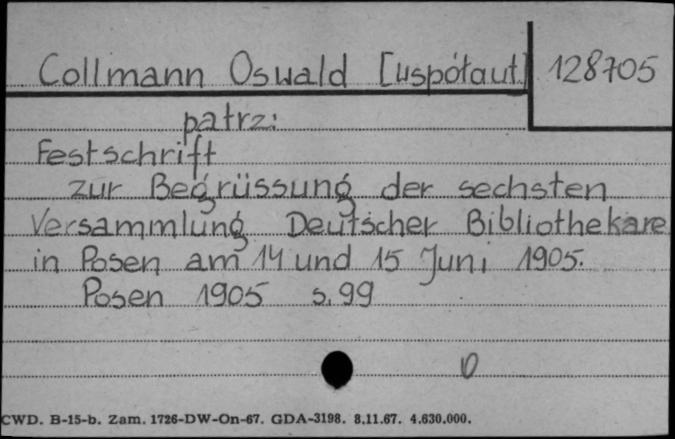 Collmann Oswald [uspółaut.] 128705
patrz:
Festschrift
zur Begrüssung der sechsten
Versammlung Deutscher Bibliothekare
in Posen am 14 und 15 Juni 1905.
Posen 1905 s. 99
CWD. B-15-b. Zam. 1726-DW-On-67. GDA-3198. 8.11.67. 4.630.000.